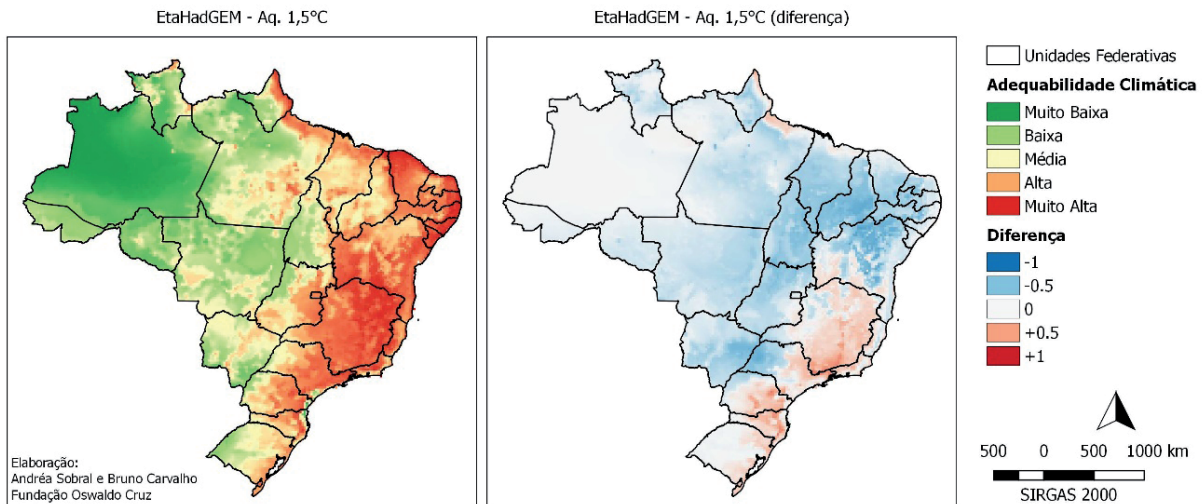 EtaHadGEM - Aq. 1,5°C
EtaHadGEM - Aq. 1,5°C (diferença)
Unidades Federativas
Adequabilidade Climática
Muito Baixa
Baixa
Média
Alta
Muito Alta
Diferença
-1
-0.5
0
+0.5
+1
500 0 500 1000 km
SIRGAS 2000
Elaboração:
Andréa Sobral e Bruno Carvalho
Fundação Oswaldo Cruz